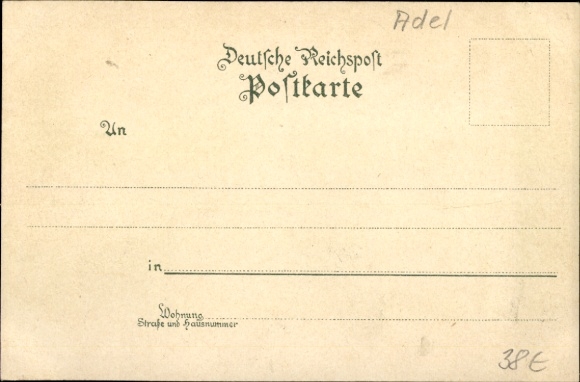 Adel
Deutsche Reichspost
Postkarte
An
in
Wohnung
Straße und Hausnummer
38€